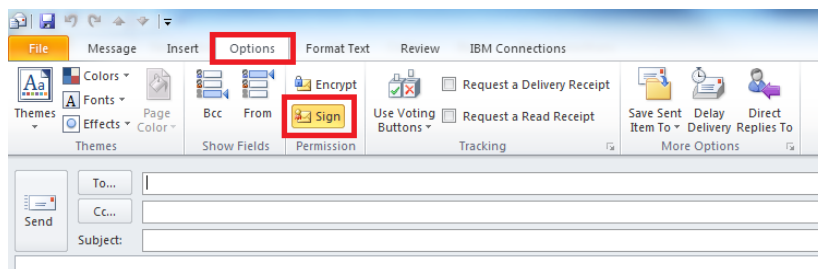 File Message Insert Options Format Text Review IBM Connections
Aa Colors Encrypt Request a Delivery Receipt
A Fonts
Themes Page Bcc From Sign Use Voting Request a Read Receipt Save Sent Delay Direct
Effects Color Buttons Item To Delivery Replies To
Themes Show Fields Permission Tracking More Options
To...
Cc...
Send
Subject: